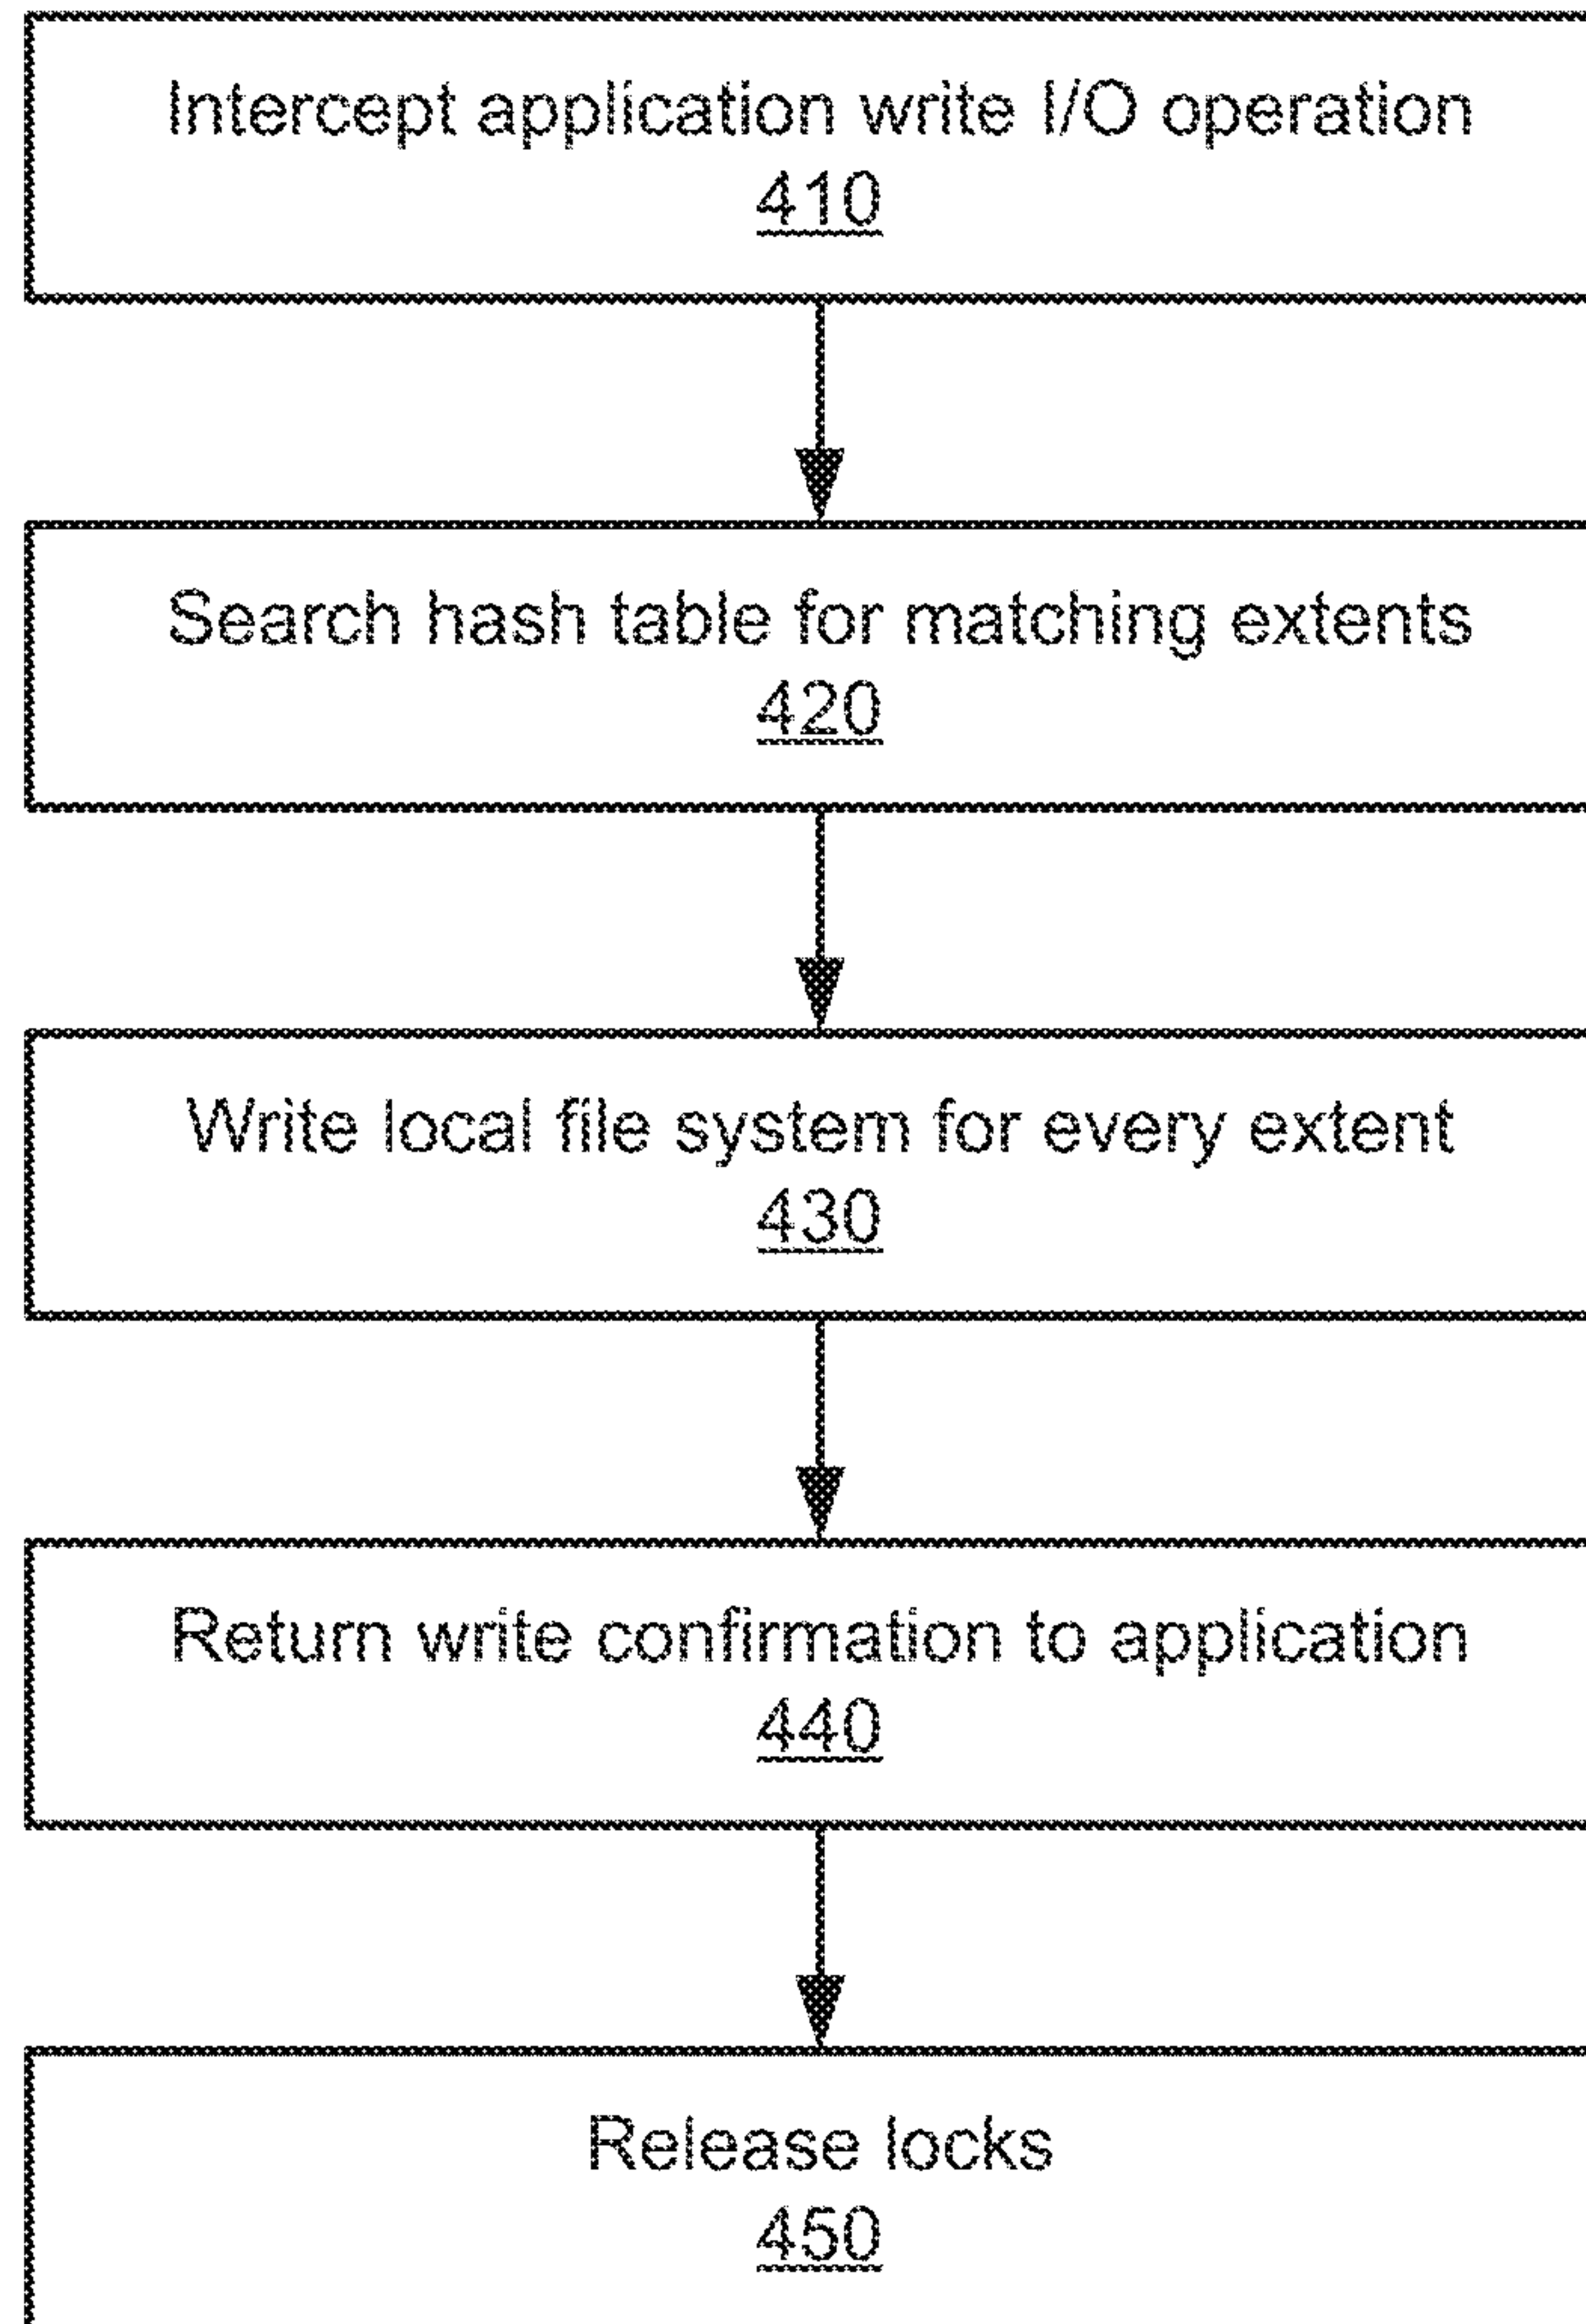 Intercept application write I/O operation
410
Search hash table for matching extents
420
Write local file system for every extent
430
Return write confirmation to application
440
Release locks
450